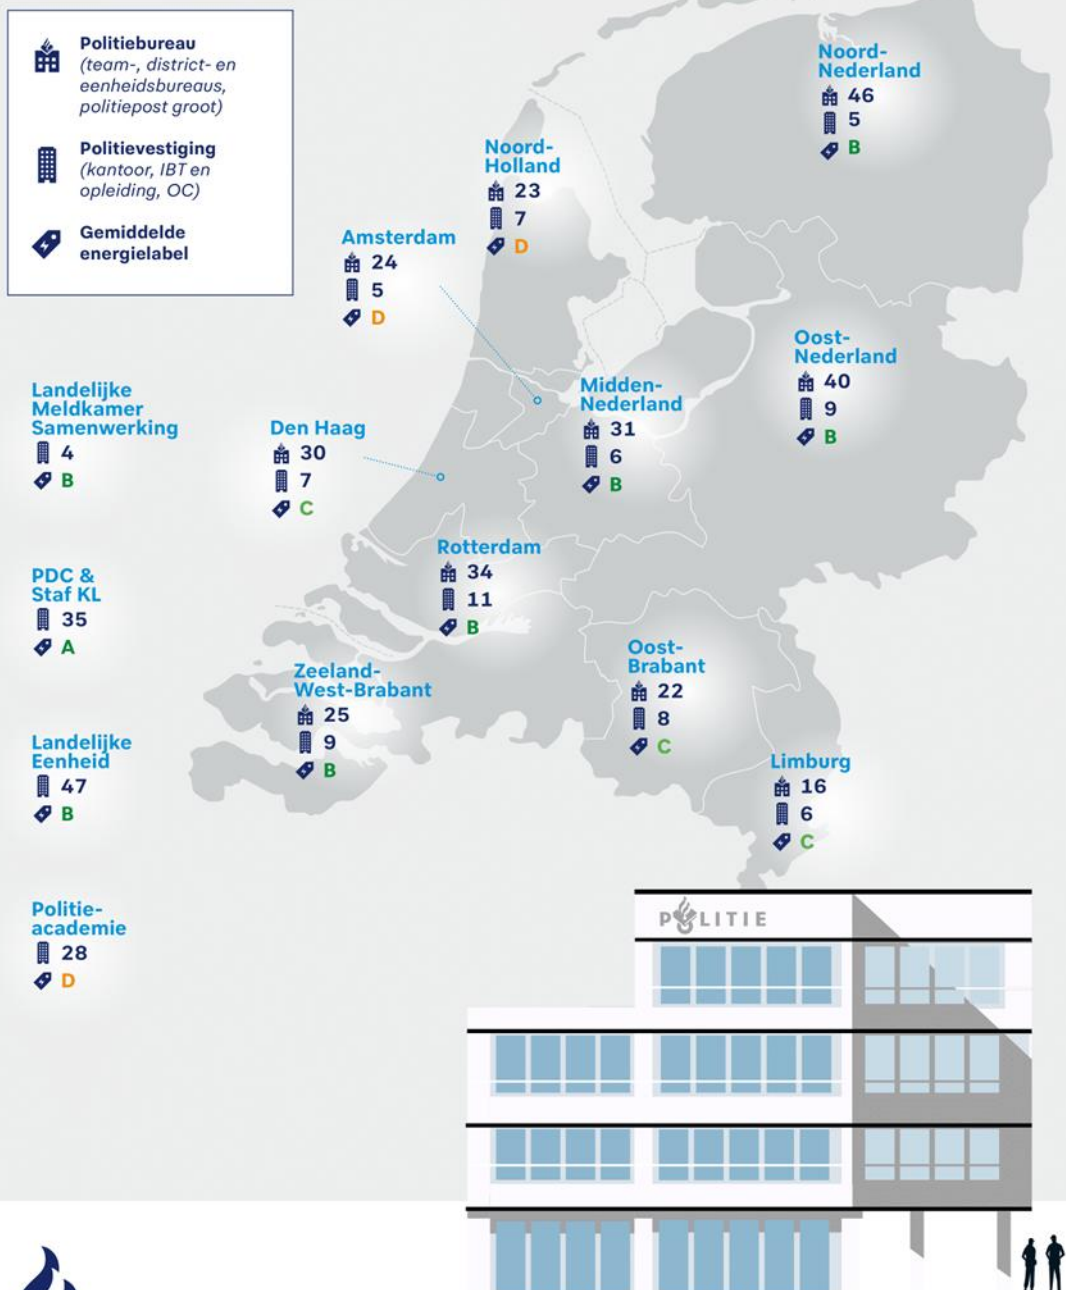 Politiebureau
(team-, district- en
eenheidsbureaus,
politiepost groot)
Politievestiging
(kantoor, IBT en
opleiding, OC)
Gemiddelde
energielabel
Noord-
Nederland
46
5
B
Noord-
Holland
23
7
D
Amsterdam
24
5
D
Oost-
Nederland
40
9
B
Midden-
Nederland
31
6
B
Landelijke
Meldkamer
Samenwerking
4
B
Den Haag
30
7
C
Rotterdam
34
11
B
PDC &
Staf KL
35
A
Oost-
Brabant
22
8
C
Zeeland-
West-Brabant
25
9
B
Landelijke
Eenheid
47
B
Limburg
16
6
C
Politie-
academie
28
D
POLITIE